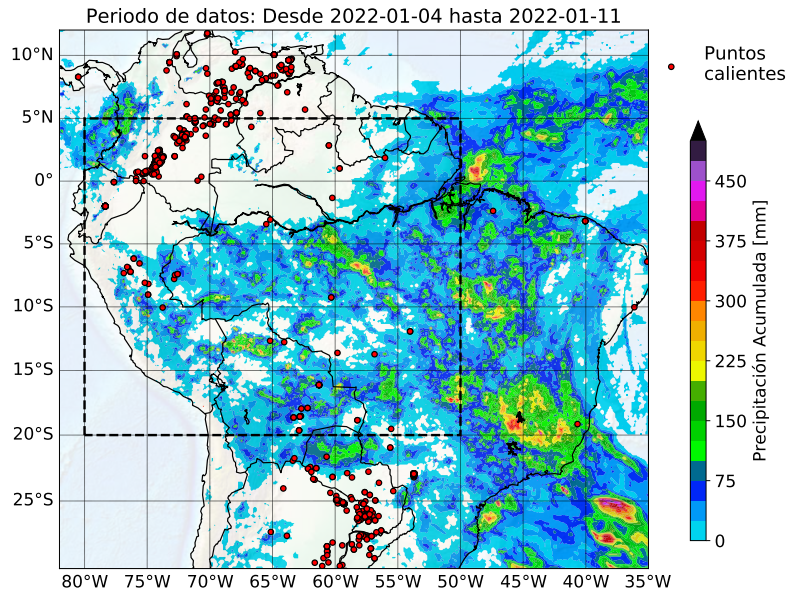 Periodo de datos: Desde 2022-01-04 hasta 2022-01-11
Puntos
calientes
10°N
5°N
0°
5°S
10°S
15°S
20°S
25°S
80°W
75°W
70°W
65°W
60°W
55°W
50°W
45°W
40°W
35°W
450
375
300
225
150
75
0
Precipitación Acumulada [mm]